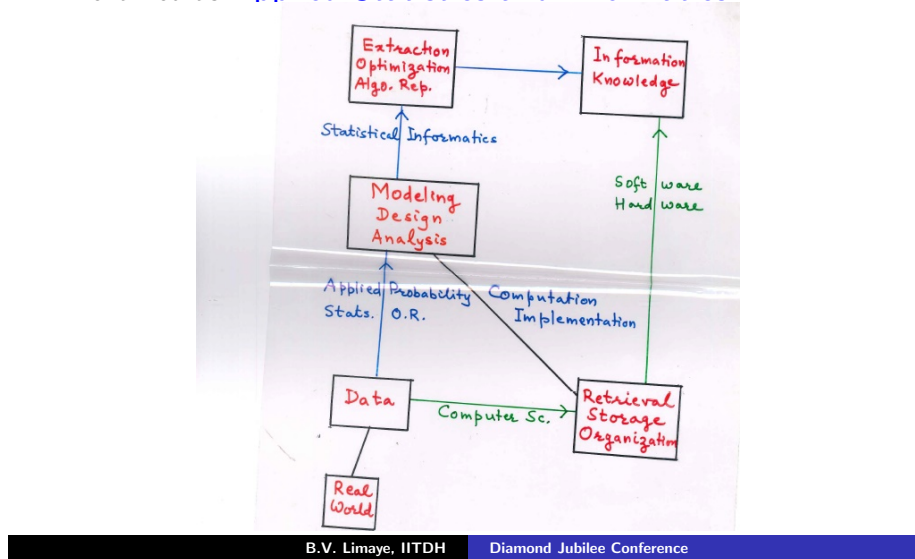 Extraction
Optimization
Algo. Rep.
Information
Knowledge
Statistical Informatics
Soft ware
Hard ware
Modeling
Design
Analysis
Applied Probability
Stats. O.R.
Computation
Implementation
Data
Computer Sc.
Retrieval
Storage
Organization
Real
World
B.V. Limaye, IITDH Diamond Jubilee Conference